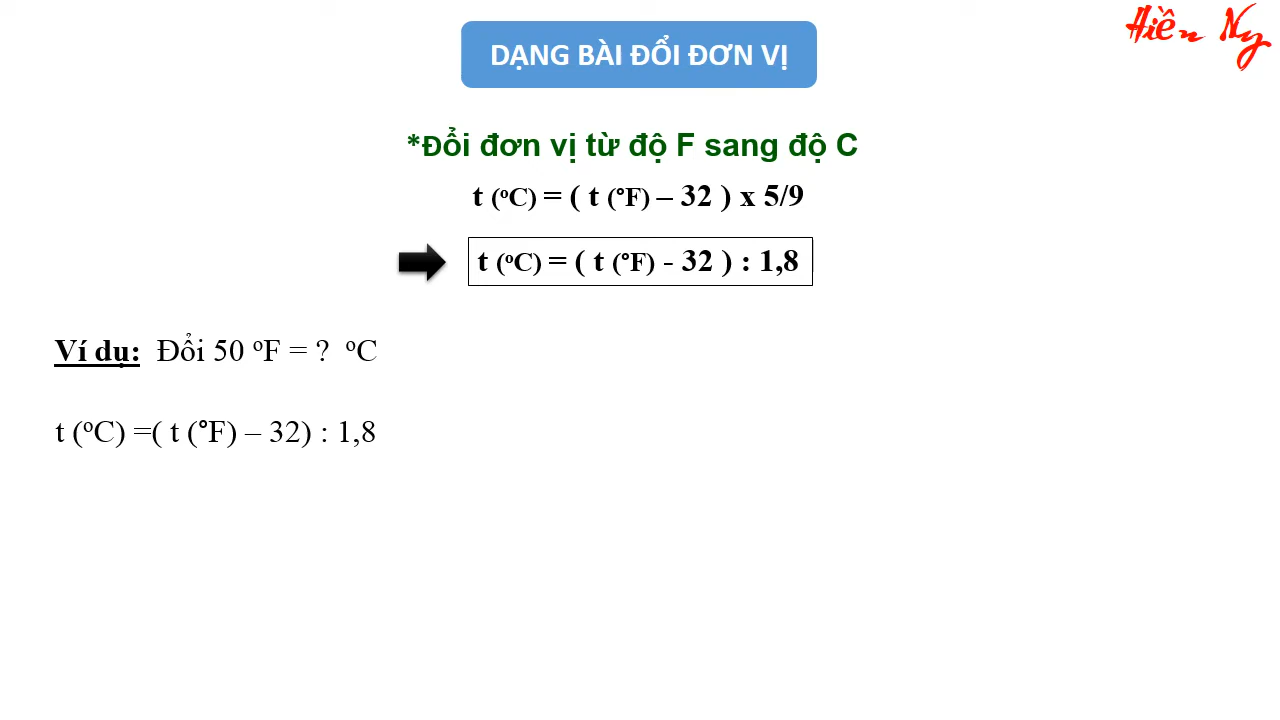 Hiền Ny
DẠNG BÀI ĐỔI ĐƠN VỊ
*Đổi đơn vị từ độ F sang độ C
t (ºC) = ( t (°F) – 32 ) x 5/9
t (ºC) = ( t (°F) - 32 ) : 1,8
Ví dụ: Đổi 50 ºF = ? ºC
t (ºC) =( t (°F) – 32) : 1,8